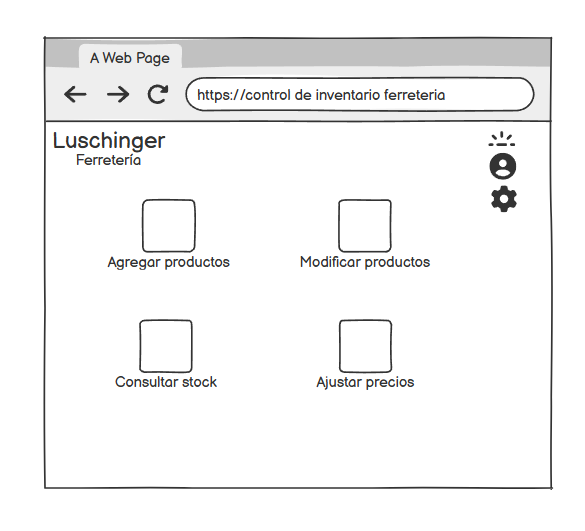 A Web Page
https://control de inventario ferreteria
Luschinger
Ferretería
Agregar productos
Modificar productos
Consultar stock
Ajustar precios